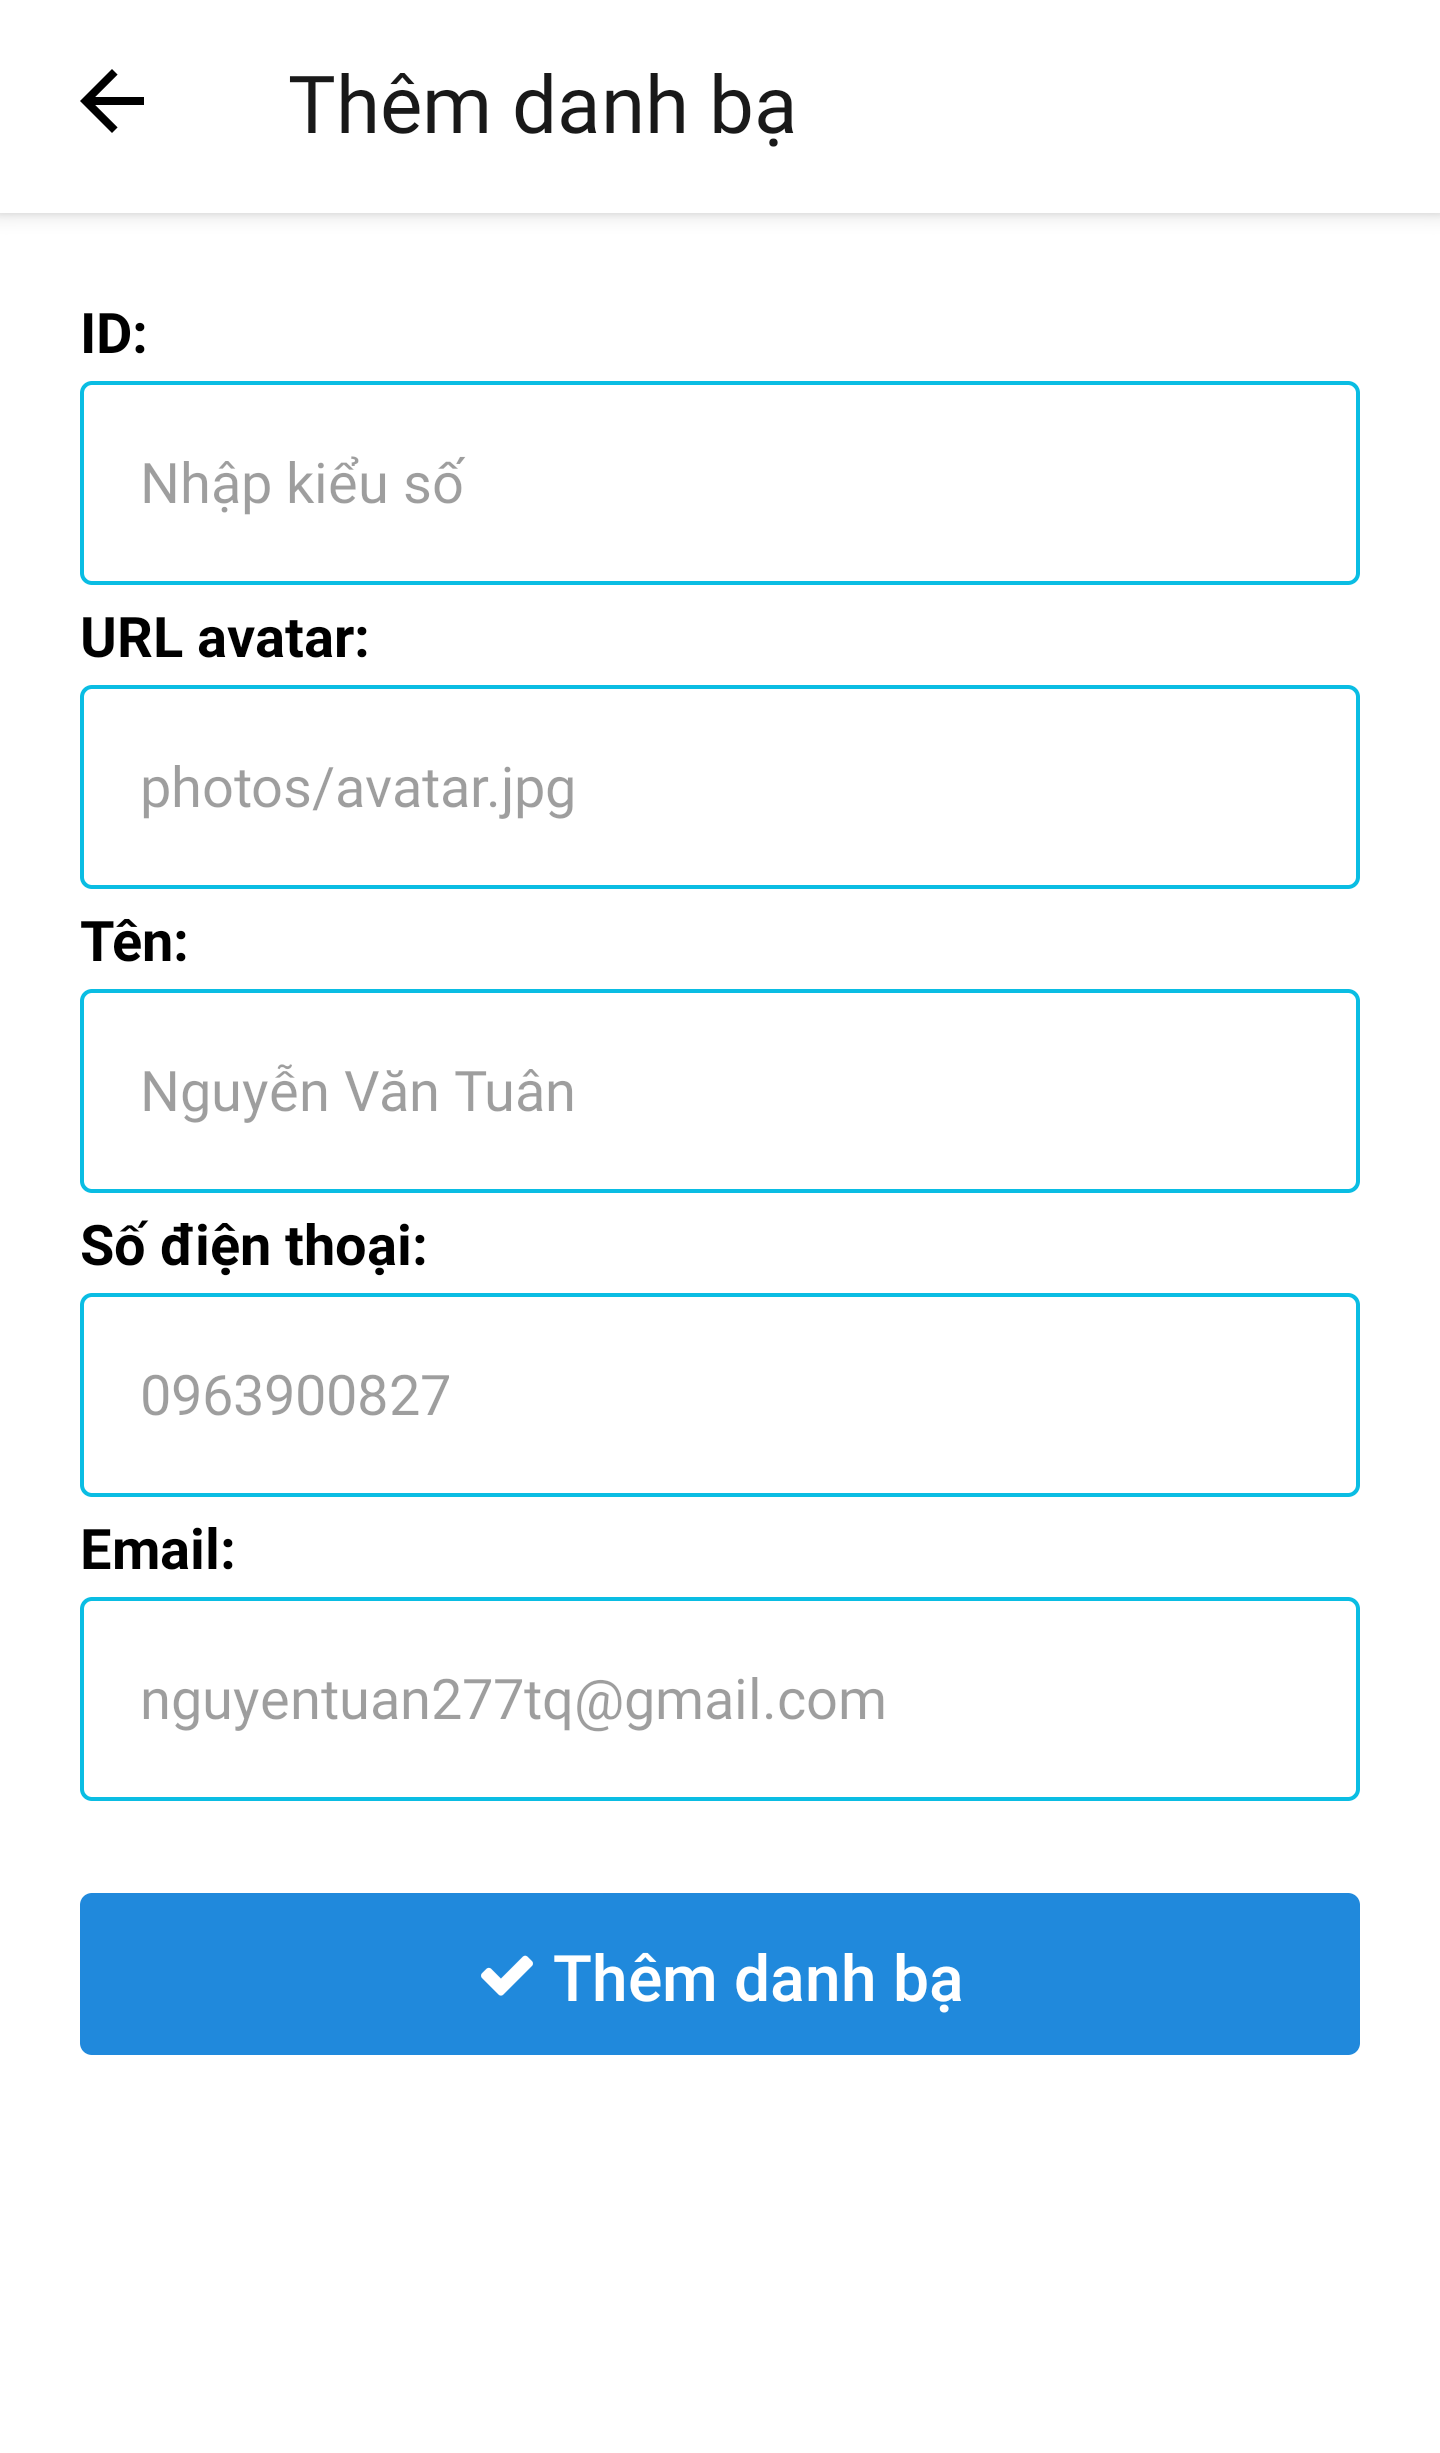 Thêm danh bạ
ID:
Nhập kiểu số
URL avatar:
photos/avatar.jpg
Tên:
Nguyễn Văn Tuân
Số điện thoại:
0963900827
Email:
nguyentuan277tq@gmail.com
Thêm danh bạ